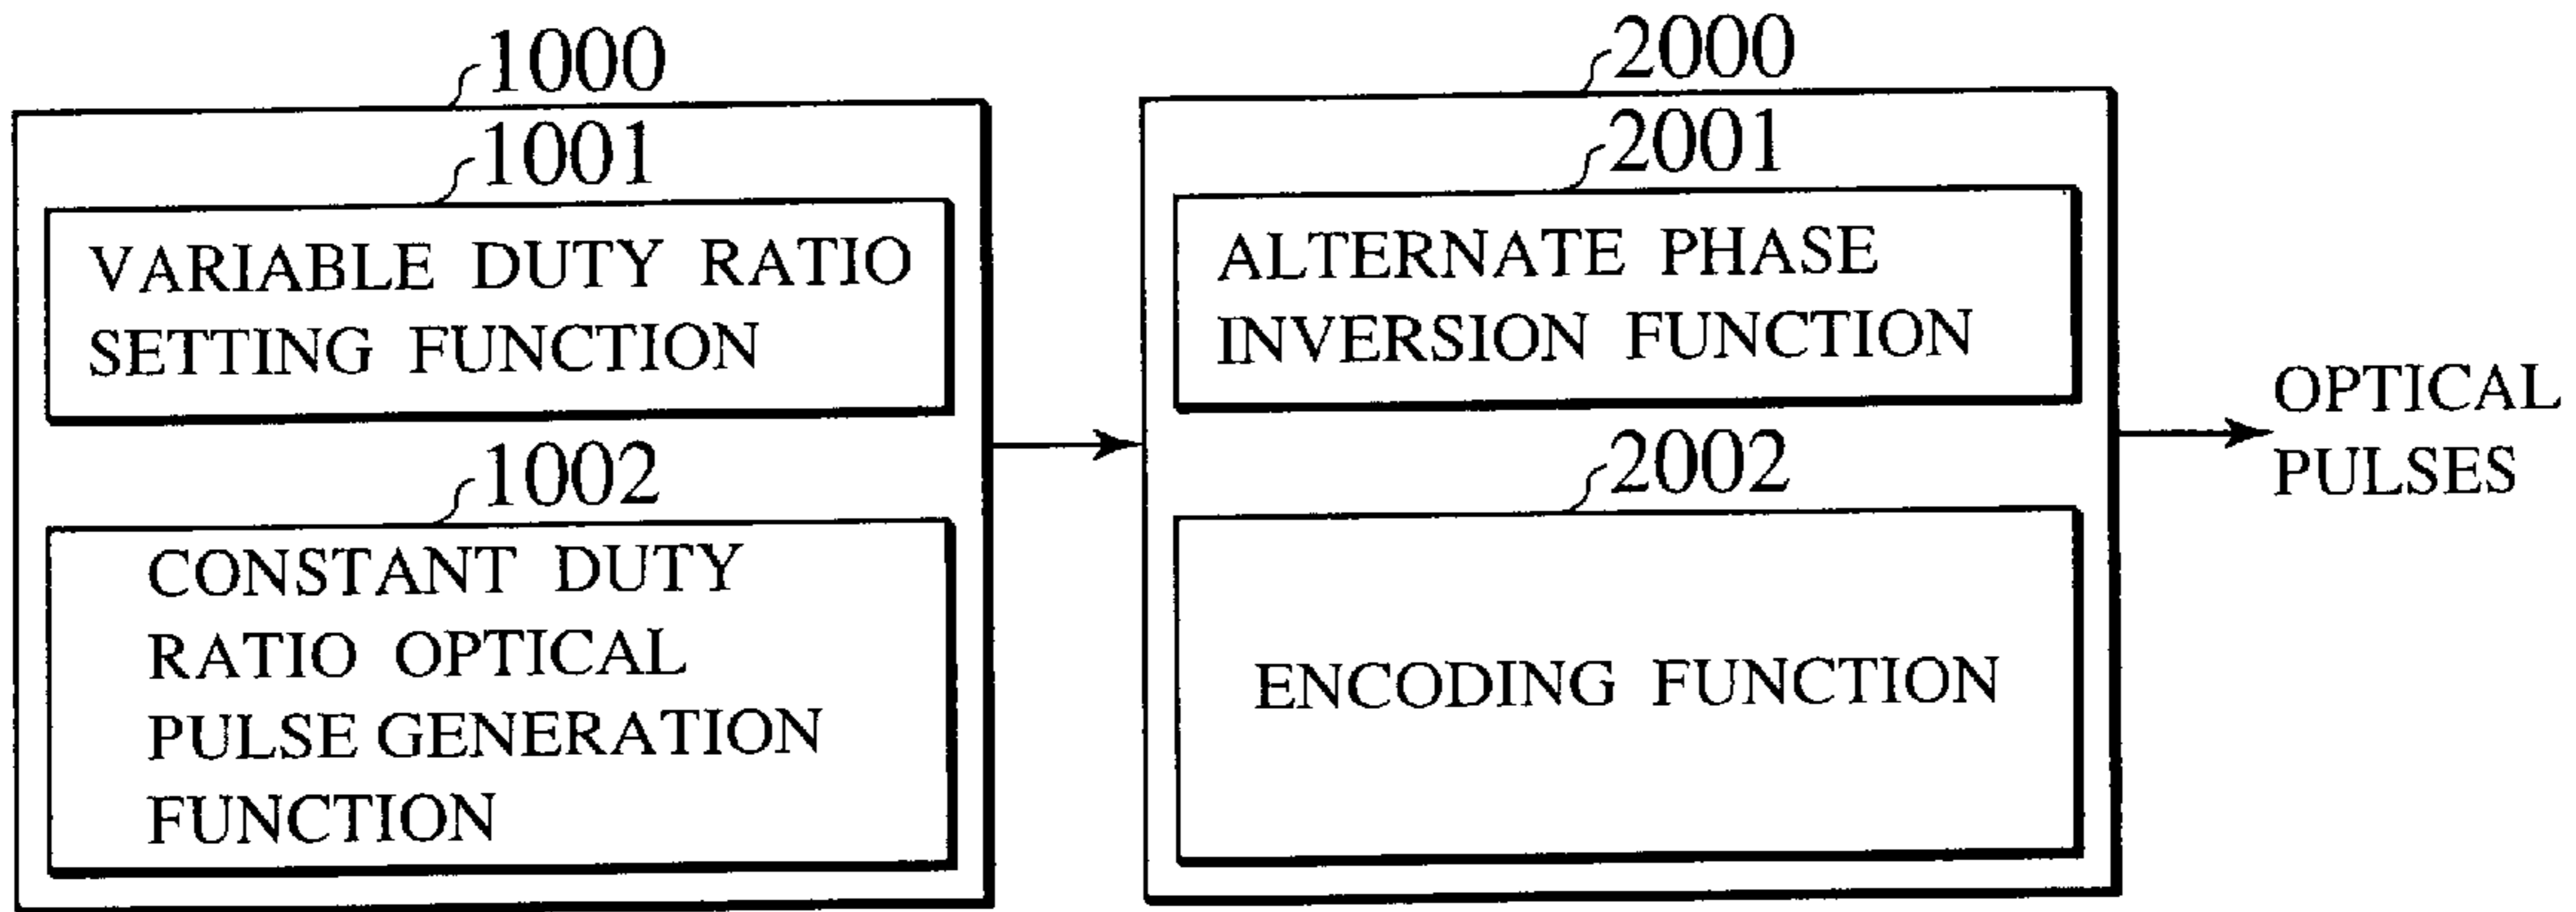 1000
1001
VARIABLE DUTY RATIO
SETTING FUNCTION
1002
CONSTANT DUTY
RATIO OPTICAL
PULSE GENERATION
FUNCTION
2000
2001
ALTERNATE PHASE
INVERSION FUNCTION
2002
ENCODING FUNCTION
OPTICAL
PULSES